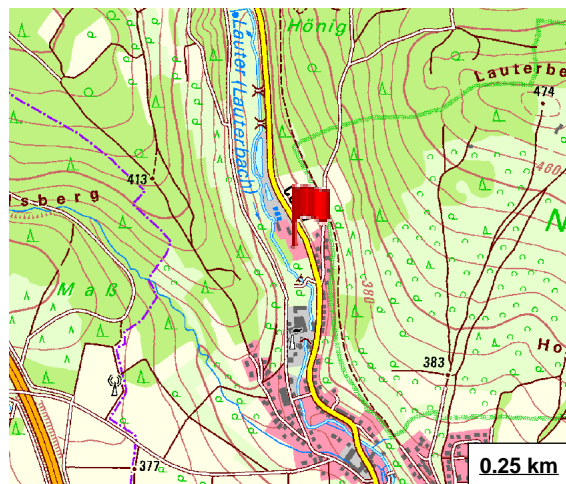 Hönig
Lauter (Lauterbach)
Lauterbe
474
480
413
sberg
N
Maß
380
383
Ho
377
0.25 km